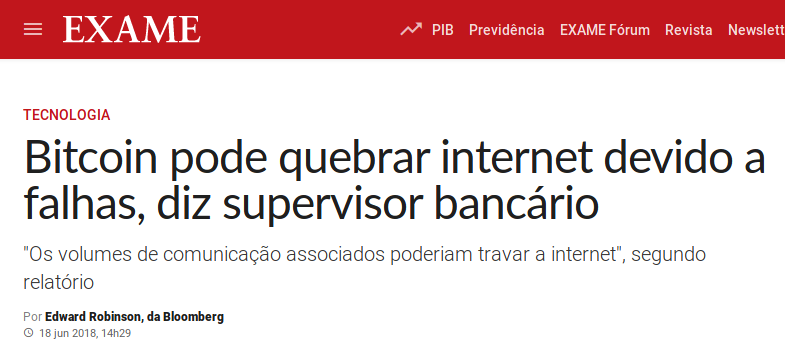 EXAME PIB Previdência EXAME Fórum Revista Newslett
TECNOLOGIA
Bitcoin pode quebrar internet devido a
falhas, diz supervisor bancário
"Os volumes de comunicação associados poderiam travar a internet", segundo
relatório
Por Edward Robinson, da Bloomberg
18 jun 2018, 14h29